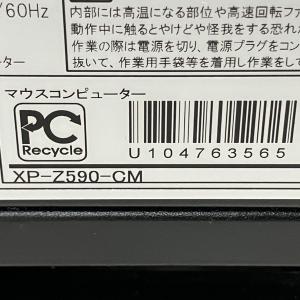 /60Hz
内部には高温になる部位や高速回転ファ
動作中に触るとやけどや怪我をする恐れか
作業の際は電源を切り、電源プラグをコン
ーター
抜いて、作業用手袋等を着用し作業をして
マウスコンピューター
PC
Recycle
U104763565
XP-Z590-CM